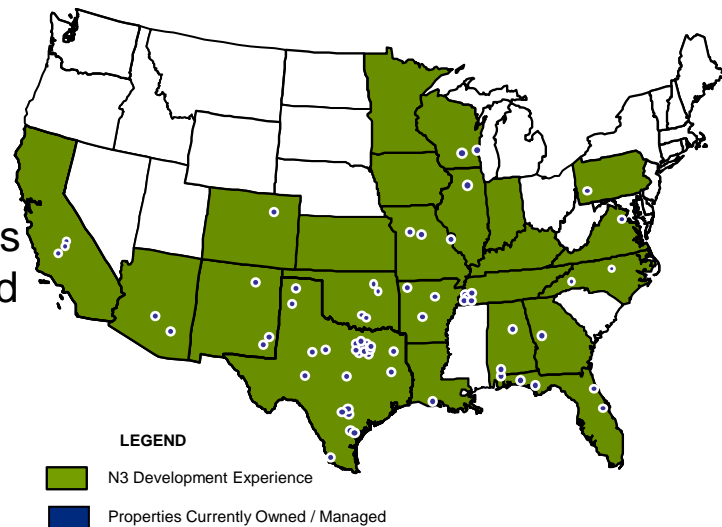 s
d
LEGEND
N3 Development Experience
Properties Currently Owned / Managed